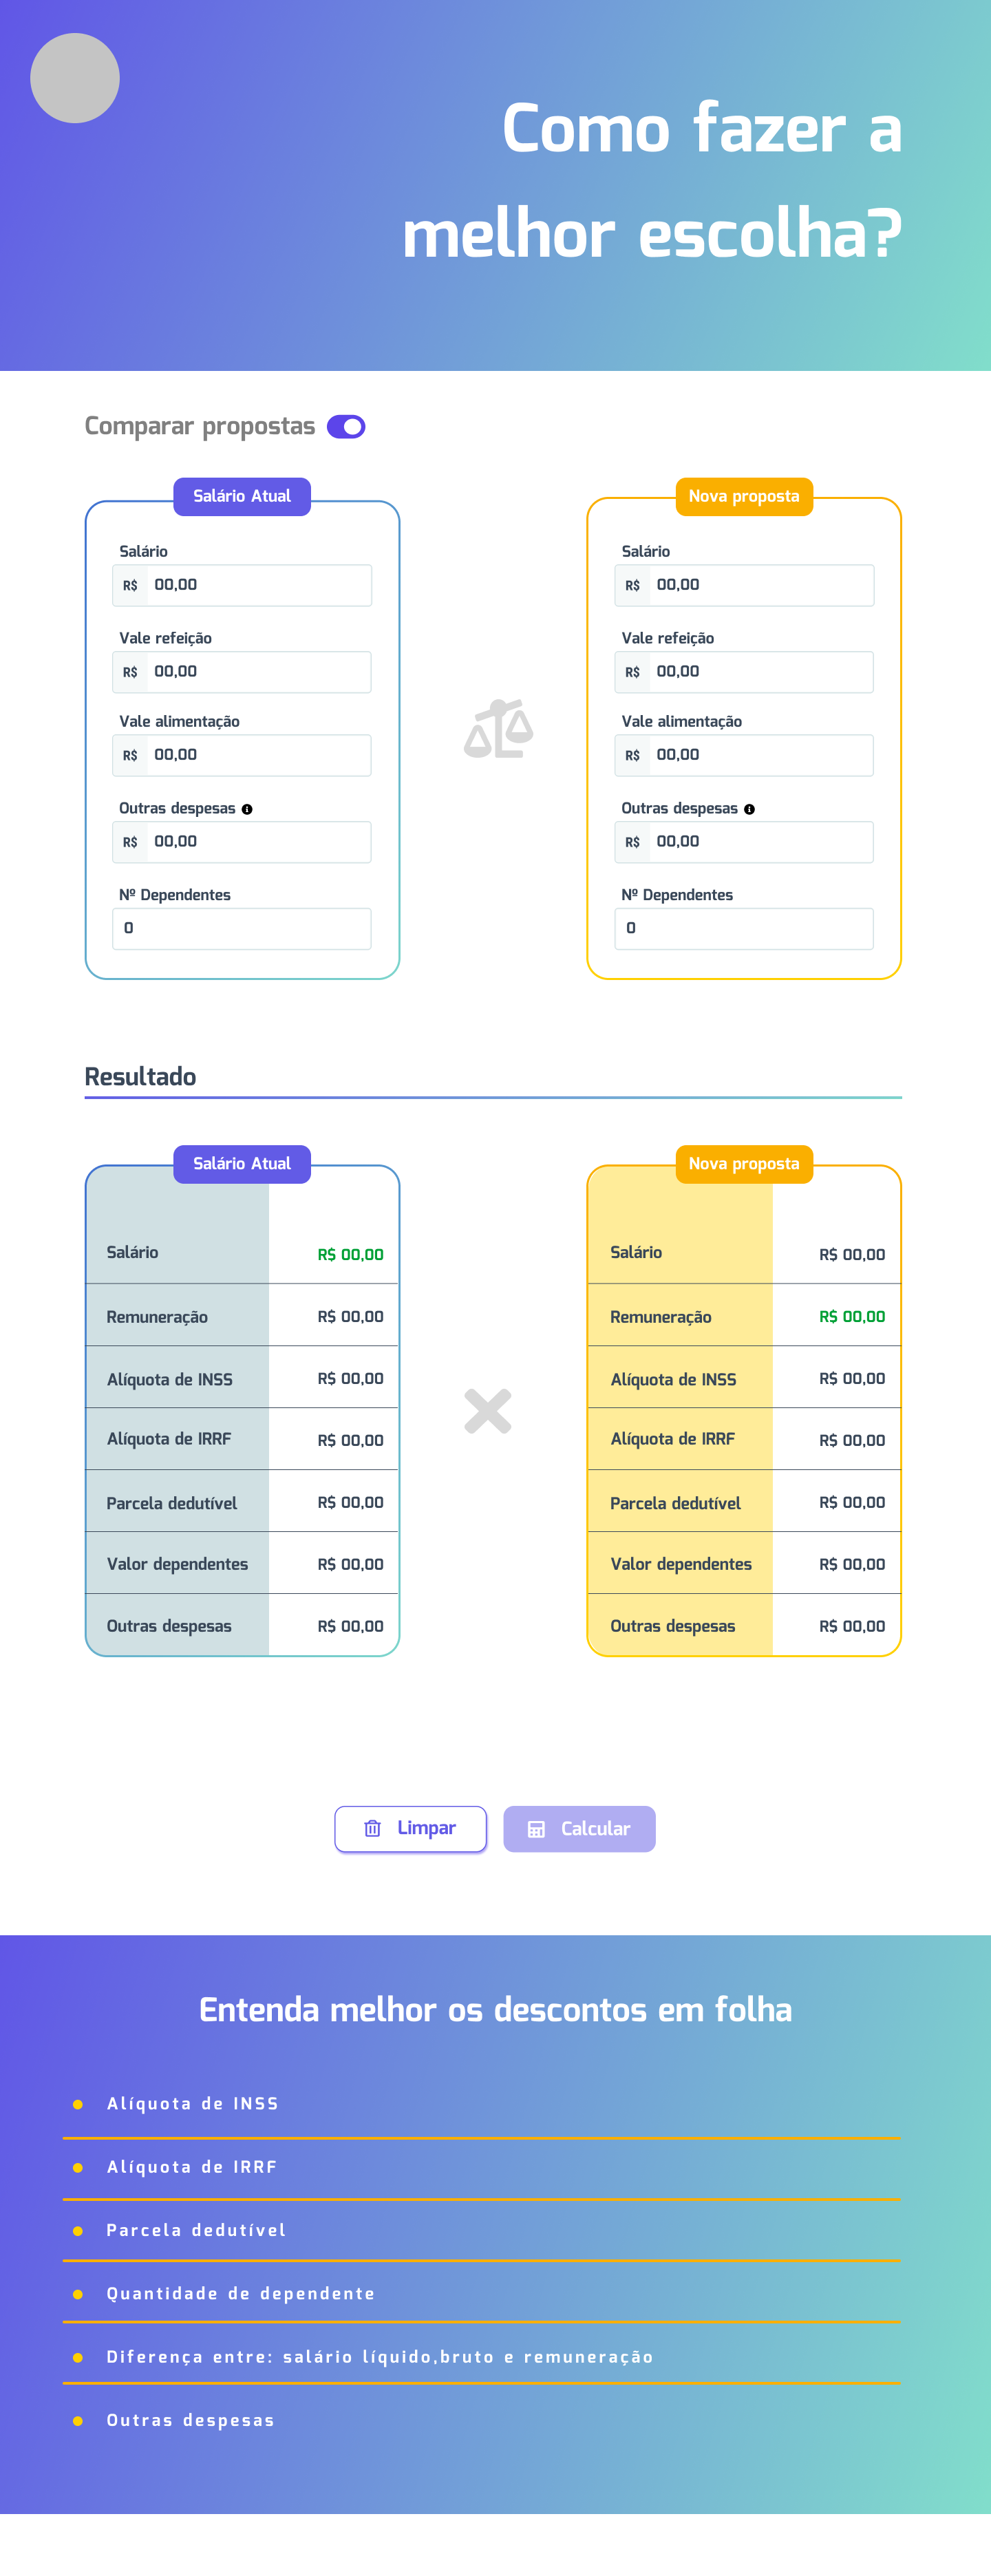 Como fazer a
melhor escolha?
Comparar propostas
Salário Atual
Salário
R$ 00,00
Vale refeição
R$ 00,00
Vale alimentação
R$ 00,00
Outras despesas
R$ 00,00
Nº Dependentes
0
Nova proposta
Salário
R$ 00,00
Vale refeição
R$ 00,00
Vale alimentação
R$ 00,00
Outras despesas
R$ 00,00
Nº Dependentes
0
Resultado
Salário Atual
Salário R$ 00,00
Remuneração R$ 00,00
Alíquota de INSS R$ 00,00
Alíquota de IRRF R$ 00,00
Parcela dedutível R$ 00,00
Valor dependentes R$ 00,00
Outras despesas R$ 00,00
Nova proposta
Salário R$ 00,00
Remuneração R$ 00,00
Alíquota de INSS R$ 00,00
Alíquota de IRRF R$ 00,00
Parcela dedutível R$ 00,00
Valor dependentes R$ 00,00
Outras despesas R$ 00,00
Limpar
Calcular
Entenda melhor os descontos em folha
Alíquota de INSS
Alíquota de IRRF
Parcela dedutível
Quantidade de dependente
Diferença entre: salário líquido,bruto e remuneração
Outras despesas